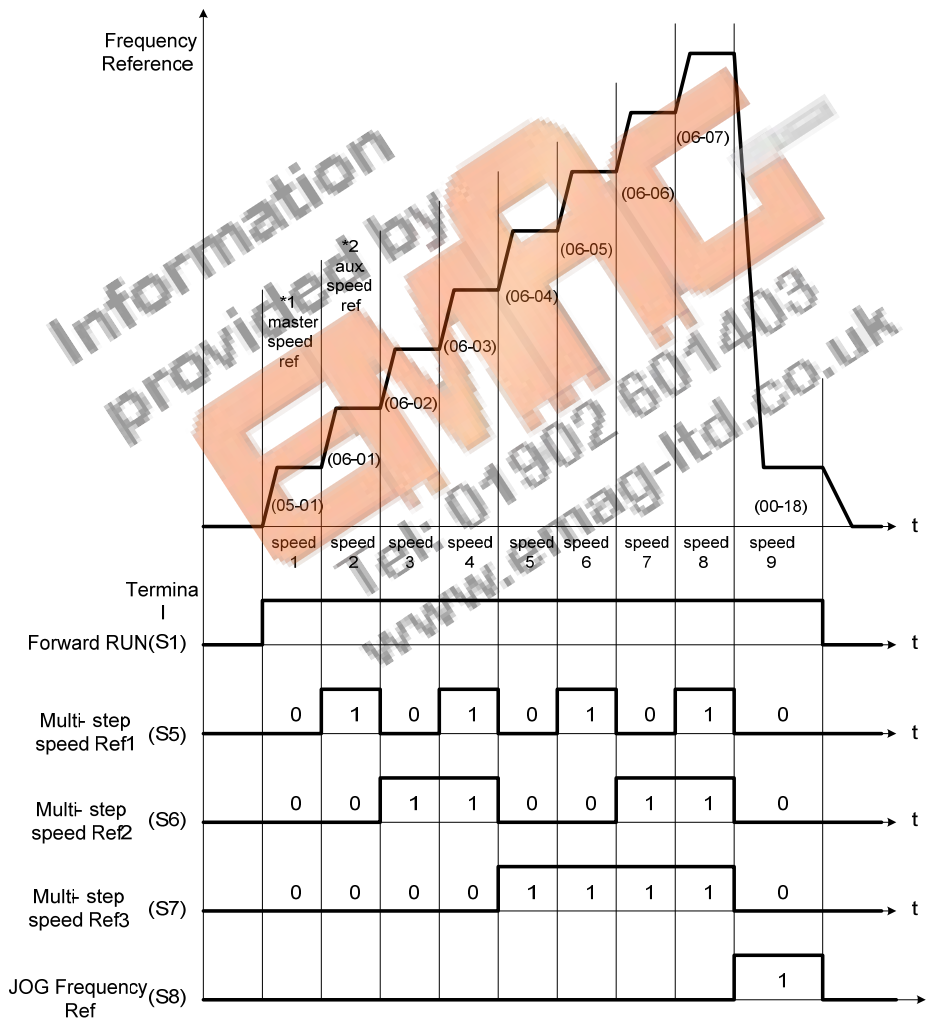 Frequency
Reference
Information
provided by
EMAG
Tel: 01902 601403
www.emag-ltd.co.uk
*1
master
speed
ref
*2
aux.
speed
ref
(05-01)
(06-01)
(06-02)
(06-03)
(06-04)
(06-05)
(06-06)
(06-07)
(00-18)
t
speed
1
speed
2
speed
3
speed
4
speed
5
speed
6
speed
7
speed
8
speed
9
Termina
l
Forward RUN(S1)
t
Multi- step
speed Ref1 (S5)
0 1 0 1 0 1 0 1 0
t
Multi- step
speed Ref2 (S6)
0 0 1 1 0 0 1 1 0
t
Multi- step
speed Ref3 (S7)
0 0 0 0 1 1 1 1 0
t
JOG Frequency
Ref (S8)
1